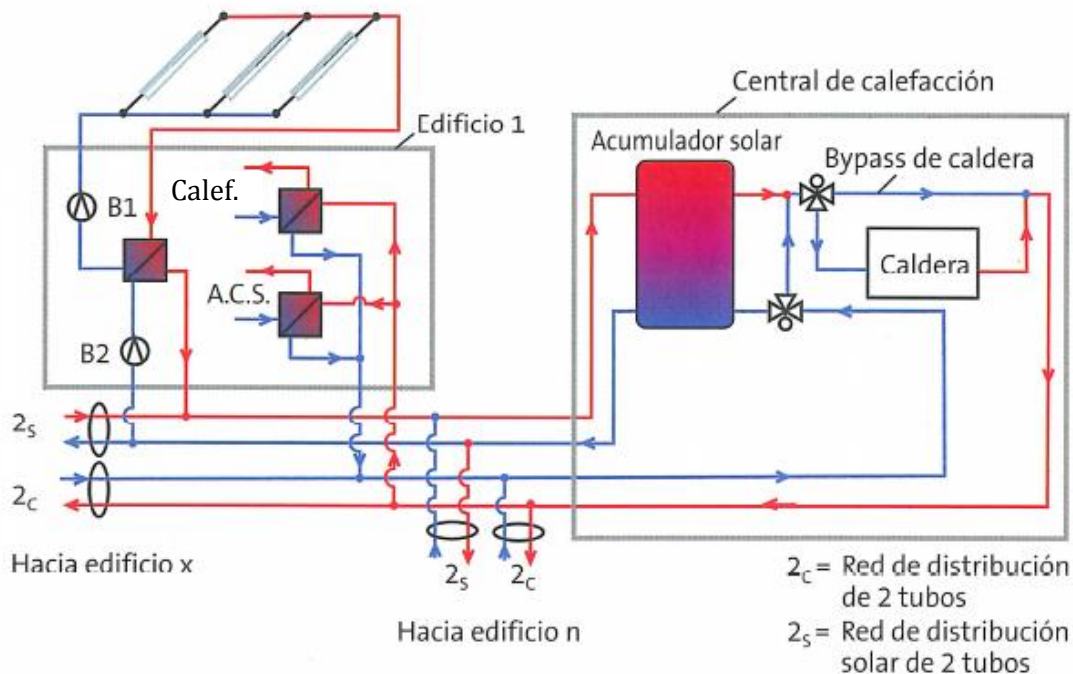 Central de calefacción
Edificio 1
Acumulador solar
Bypass de caldera
Calef.
B1
Caldera
A.C.S.
B2
2s
2c
Hacia edificio x
2s
2c
Hacia edificio n
2c = Red de distribución
de 2 tubos
2s = Red de distribución
solar de 2 tubos